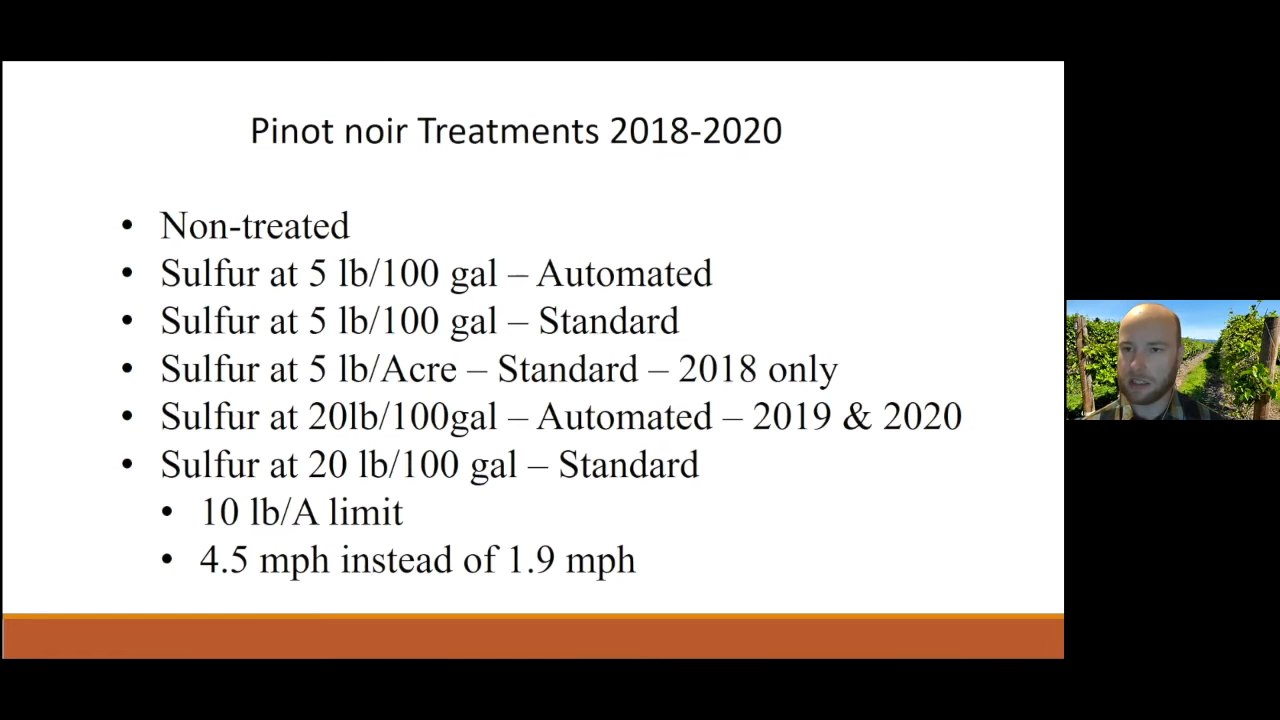 Pinot noir Treatments 2018-2020
• Non-treated
• Sulfur at 5 lb/100 gal – Automated
• Sulfur at 5 lb/100 gal – Standard
• Sulfur at 5 lb/Acre – Standard – 2018 only
• Sulfur at 20lb/100gal – Automated – 2019 & 2020
• Sulfur at 20 lb/100 gal – Standard
• 10 lb/A limit
• 4.5 mph instead of 1.9 mph